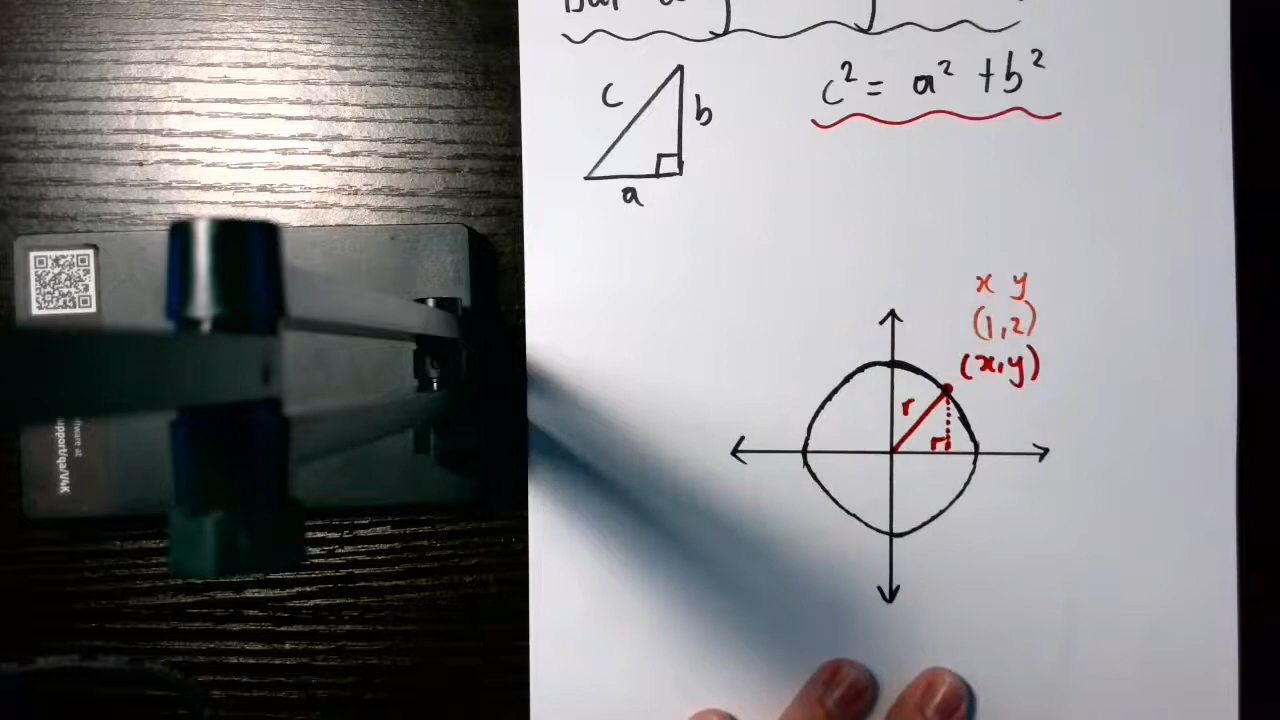 c² = a² + b²
c
b
a
x y
(1,2)
(x,y)
r